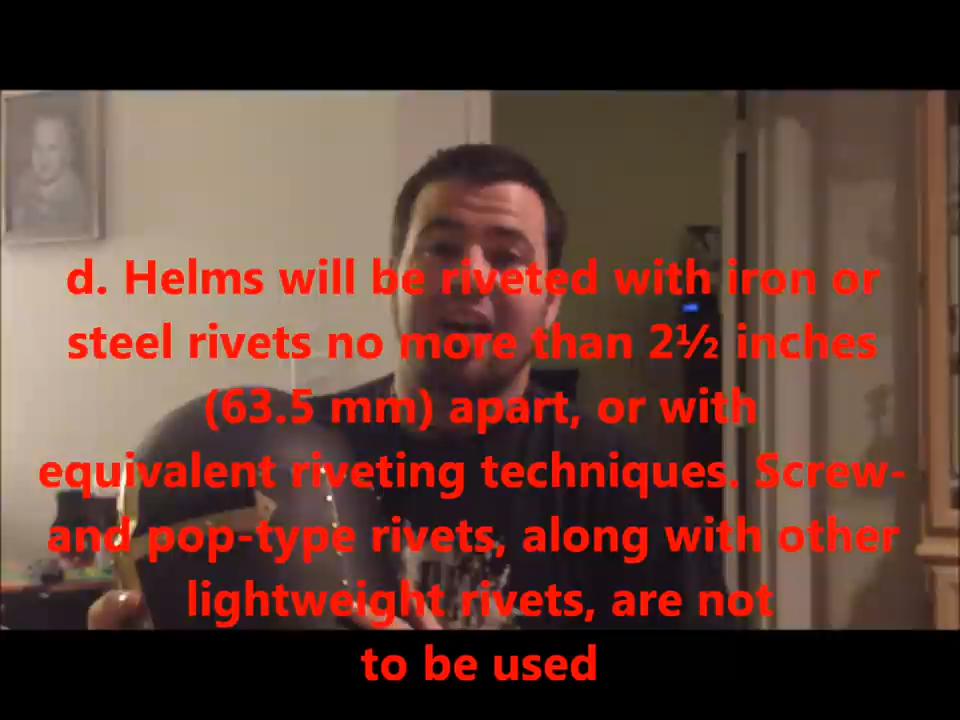 d. Helms will be riveted with iron or
steel rivets no more than 2½ inches
(63.5 mm) apart, or with
equivalent riveting techniques. Screw-
and pop-type rivets, along with other
lightweight rivets, are not
to be used